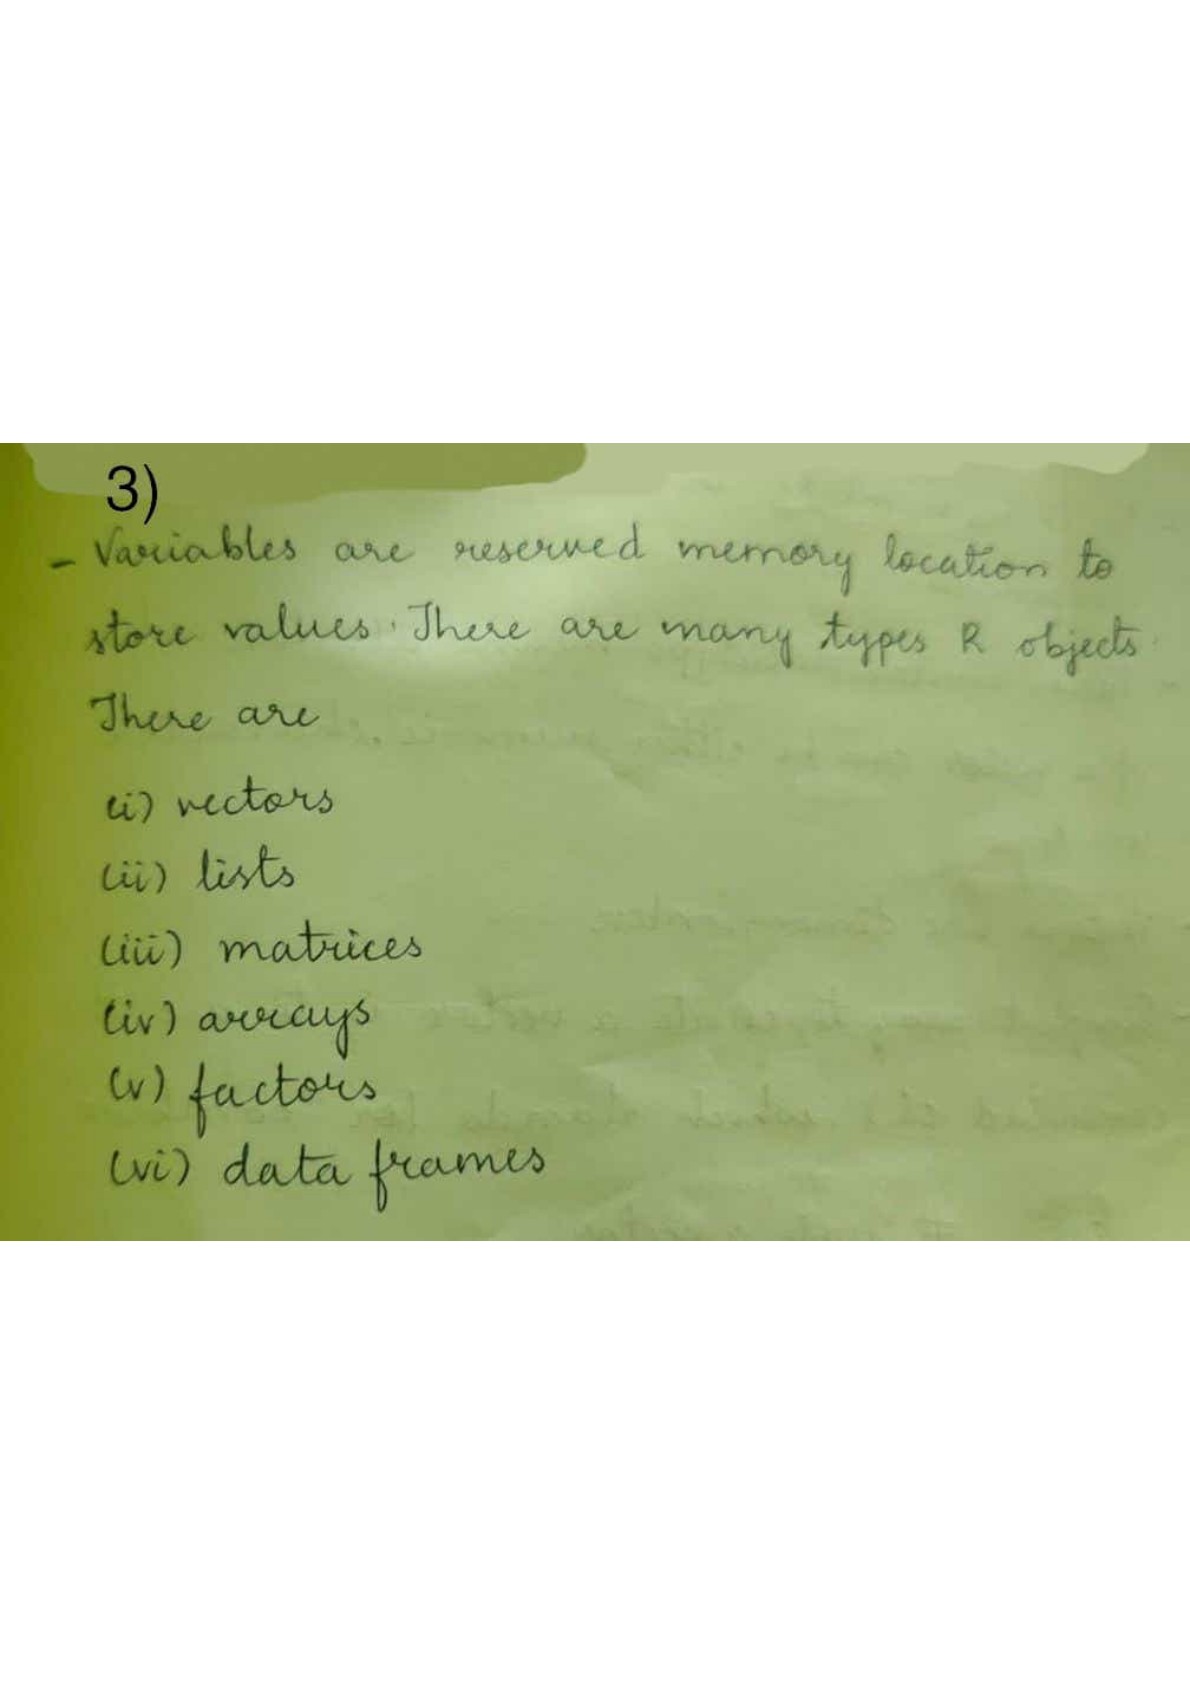 3)
- Variables are reserved memory location to
store values. There are many types R objects.
There are
(i) vectors
(ii) lists
(iii) matrices
(iv) arrays
(v) factors
(vi) data frames